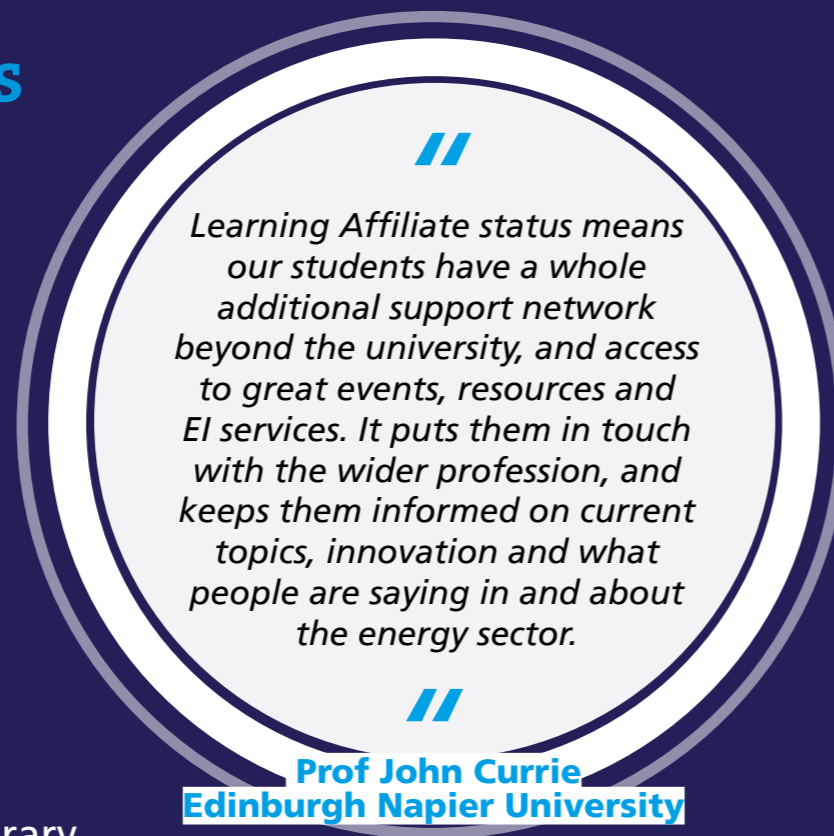 s
"
Learning Affiliate status means
our students have a whole
additional support network
beyond the university, and access
to great events, resources and
EI services. It puts them in touch
with the wider profession, and
keeps them informed on current
topics, innovation and what
people are saying in and about
the energy sector.
"
Prof John Currie
Edinburgh Napier University
rary